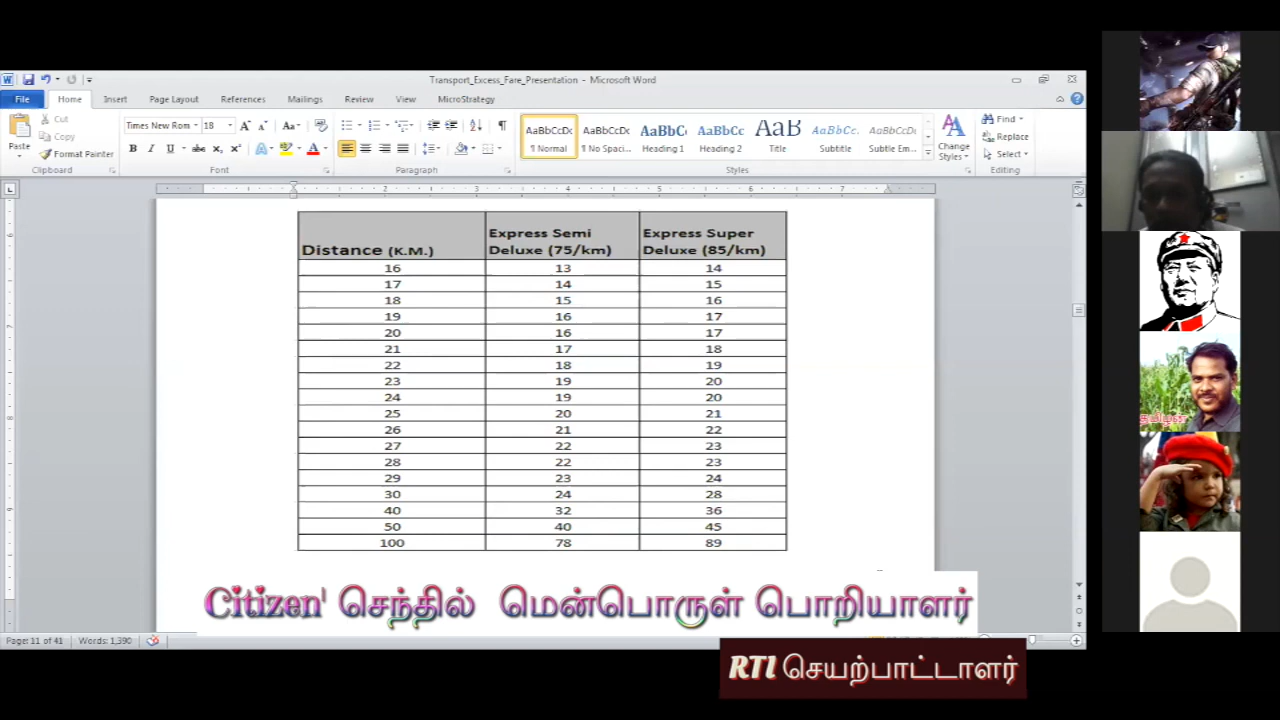 Transport_Excess_Fare_Presentation - Microsoft Word
File Home Insert Page Layout References Mailings Review View MicroStrategy
Paste
Cut
Copy
Format Painter
Clipboard
Times New Rom 18
Font
Paragraph
AaBbCcDc AaBbCcDc AaBbC AaBbCc AaB AaBbCc. AaBbCcDc
¶ Normal ¶ No Spaci... Heading 1 Heading 2 Title Subtitle Subtle Em...
Change Styles
Styles
Find
Replace
Select
Editing
Distance (K.M.) Express Semi Deluxe (75/km) Express Super Deluxe (85/km)
16 13 14
17 14 15
18 15 16
19 16 17
20 16 17
21 17 18
22 18 19
23 19 20
24 19 20
25 20 21
26 21 22
27 22 23
28 22 23
29 23 24
30 24 28
40 32 36
50 40 45
100 78 89
Citizen' செந்தில் மென்பொருள் பொறியாளர்
Page: 11 of 41 Words: 1,390
RTI செயற்பாட்டாளர்
தமிழன்